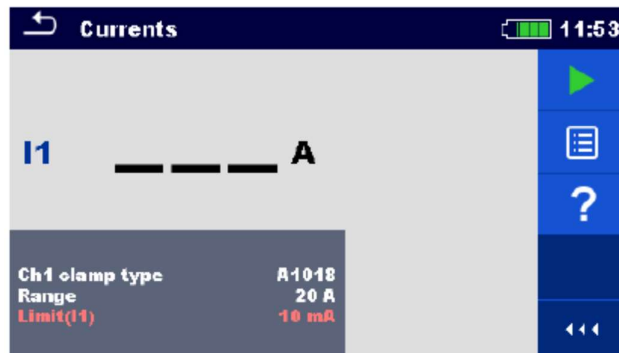 Currents 11:53
I1 _ _ _ A
?
Ch1 clamp type A1018
Range 20 A
Limit(I1) 10 mA